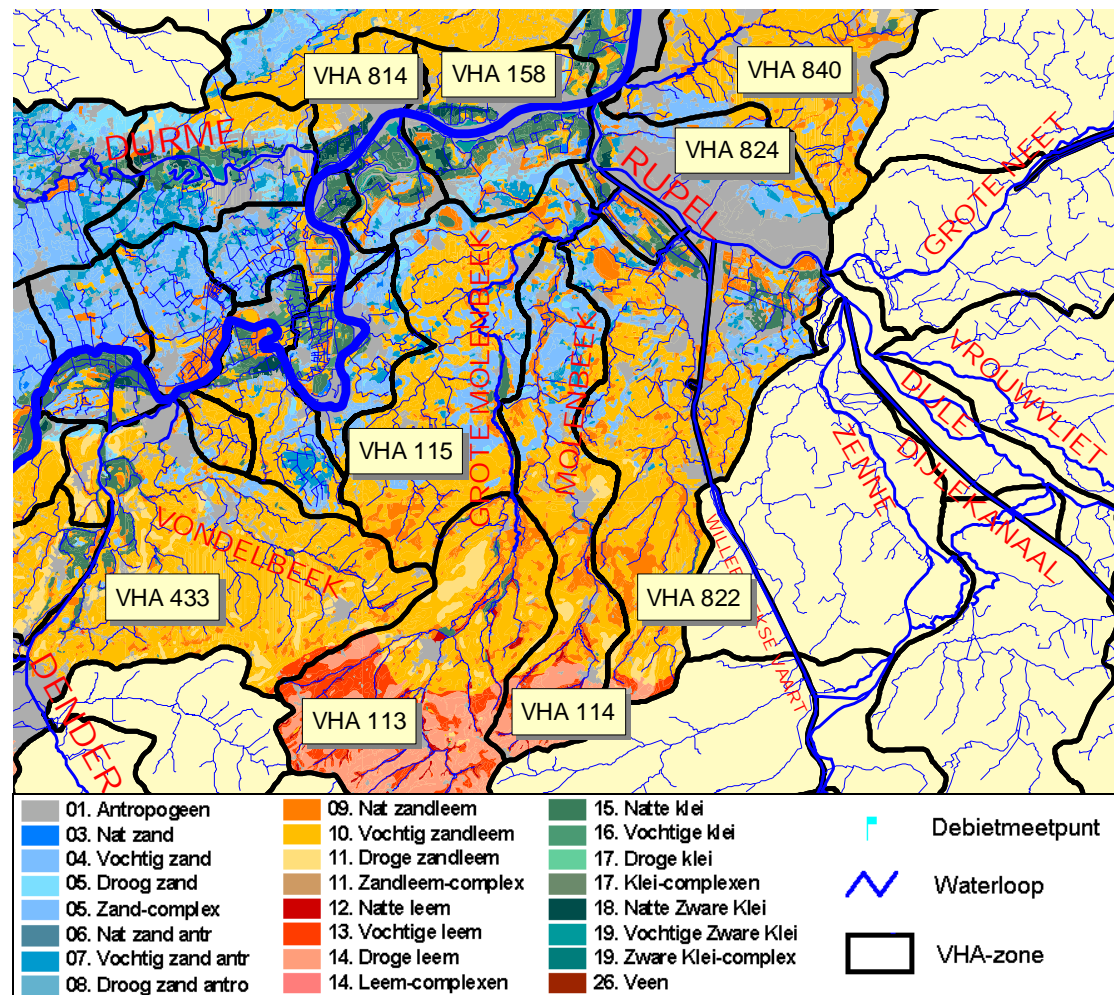 VHA 814
VHA 158
VHA 840
DURME
VHA 824
RUPEL
GROTE NEET
GROTE MOLENBEEK
MOLENBEEK
VROUWVLIET
DIJLE
ZENNE
DIJLEKANAAL
VHA 115
VONDELBEEK
VHA 433
VHA 822
DENDER
VHA 113
VHA 114
01. Antropogeen
03. Nat zand
04. Vochtig zand
05. Droog zand
05. Zand-complex
06. Nat zand antr
07. Vochtig zand antr
08. Droog zand antro
09. Nat zandleem
10. Vochtig zandleem
11. Droge zandleem
11. Zandleem-complex
12. Natte leem
13. Vochtige leem
14. Droge leem
14. Leem-complexen
15. Natte klei
16. Vochtige klei
17. Droge klei
17. Klei-complexen
18. Natte Zware Klei
19. Vochtige Zware Klei
19. Zware Klei-complex
26. Veen
Debietmeetpunt
Waterloop
VHA-zone